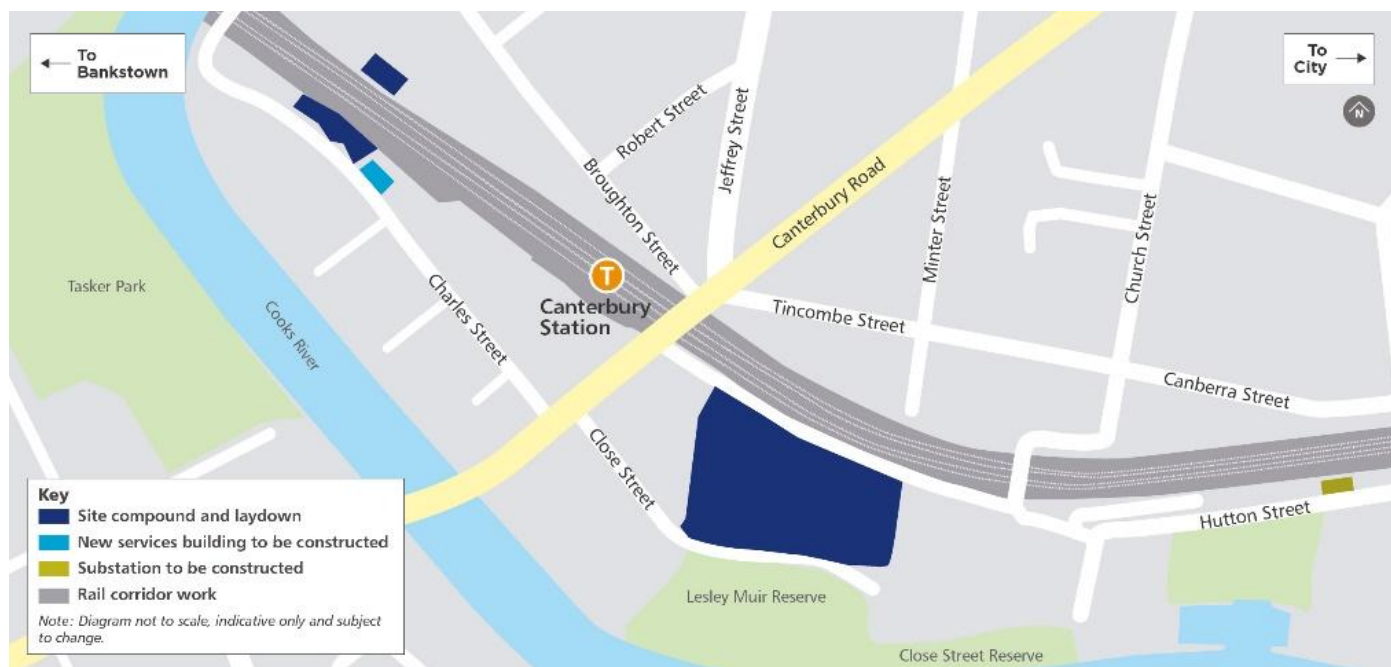 To
Bankstown
To
City
N
Robert Street
Jeffrey Street
Broughton Street
Canterbury Road
Minter Street
Church Street
Tasker Park
Cooks River
T
Canterbury
Station
Charles Street
Tincombe Street
Canberra Street
Close Street
Hutton Street
Lesley Muir Reserve
Close Street Reserve
Key
Site compound and laydown
New services building to be constructed
Substation to be constructed
Rail corridor work
Note: Diagram not to scale, indicative only and subject
to change.